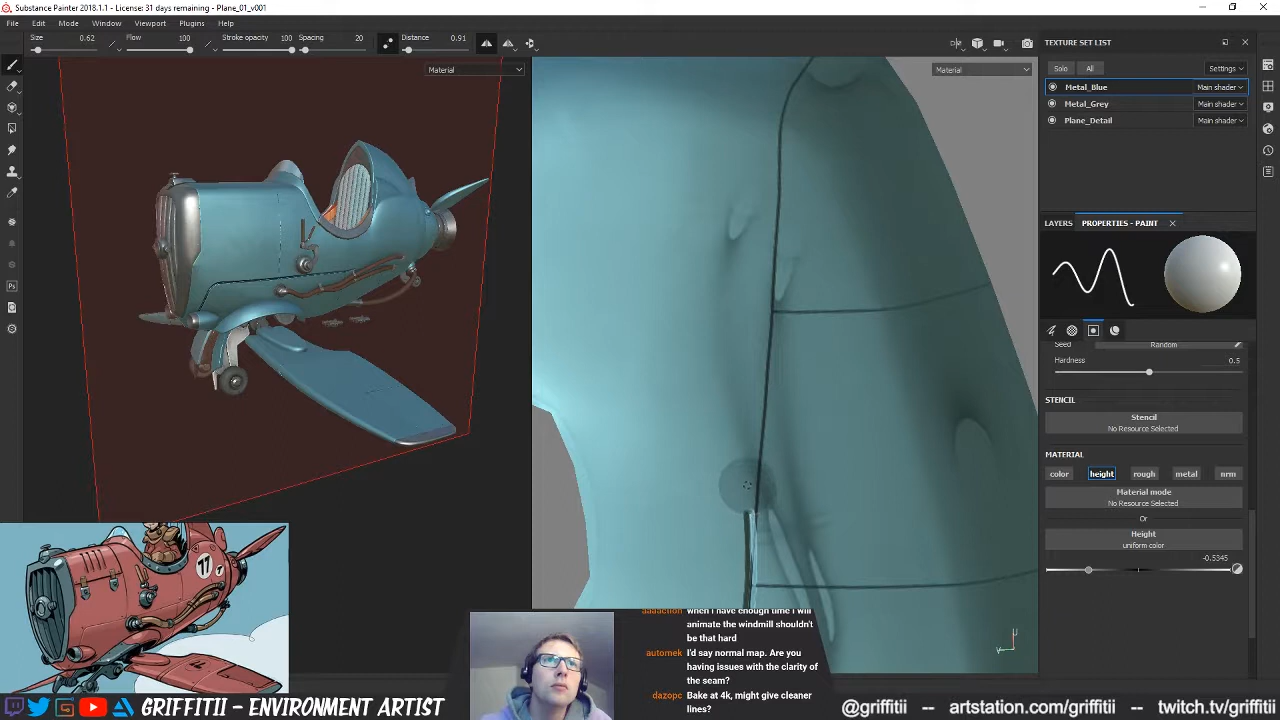 Substance Painter 2018.1.1 - License: 31 days remaining - Plane_01_v001
File Edit Mode Window Viewport Plugins Help
Size 0.62 Flow 100 Stroke opacity 100 Spacing 20 Distance 0.91
Material
Material
TEXTURE SET LIST
Solo All Settings
Metal_Blue Main shader
Metal_Grey Main shader
Plane_Detail Main shader
LAYERS PROPERTIES - PAINT
Seed Random
Hardness 0.5
STENCIL
Stencil
No Resource Selected
MATERIAL
color height rough metal nrm
Material mode
No Resource Selected
Or
Height
uniform color
-0.5345
Ps
17
when I have enough time I will
animate the windmill shouldn't
be that hard
automek I'd say normal map. Are you
having issues with the clarity of
the seam?
dazopc Bake at 4k, might give cleaner
lines?
GRIFFITII - ENVIRONMENT ARTIST
@griffitii -- artstation.com/griffitii -- twitch.tv/griffitii